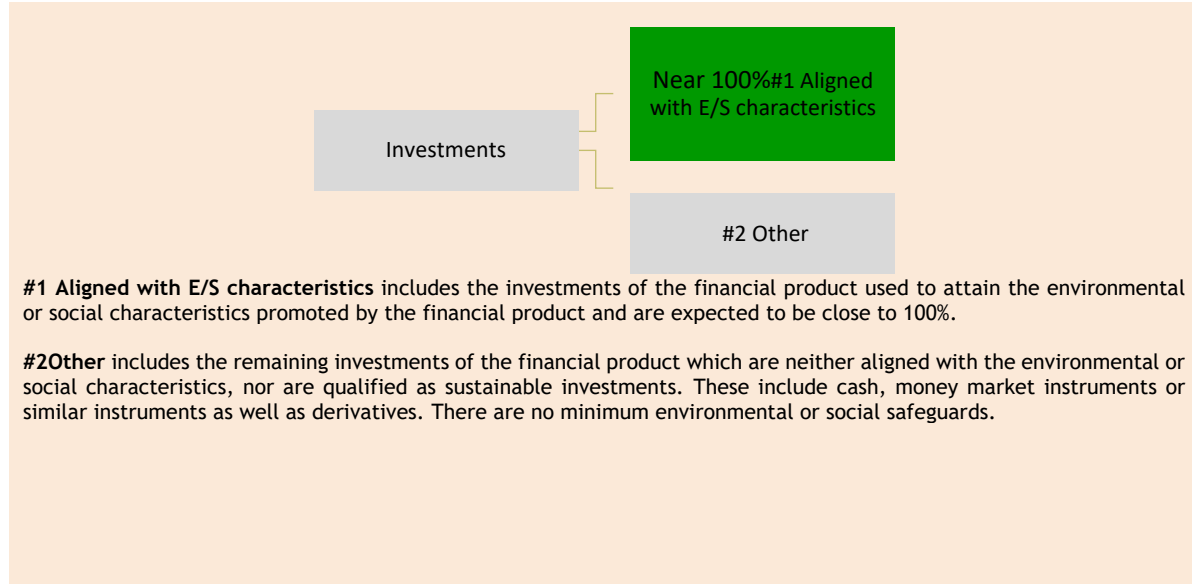 Near 100%#1 Aligned
with E/S characteristics
Investments
#2 Other
#1 Aligned with E/S characteristics includes the investments of the financial product used to attain the environmental
or social characteristics promoted by the financial product and are expected to be close to 100%.
#2Other includes the remaining investments of the financial product which are neither aligned with the environmental or
social characteristics, nor are qualified as sustainable investments. These include cash, money market instruments or
similar instruments as well as derivatives. There are no minimum environmental or social safeguards.